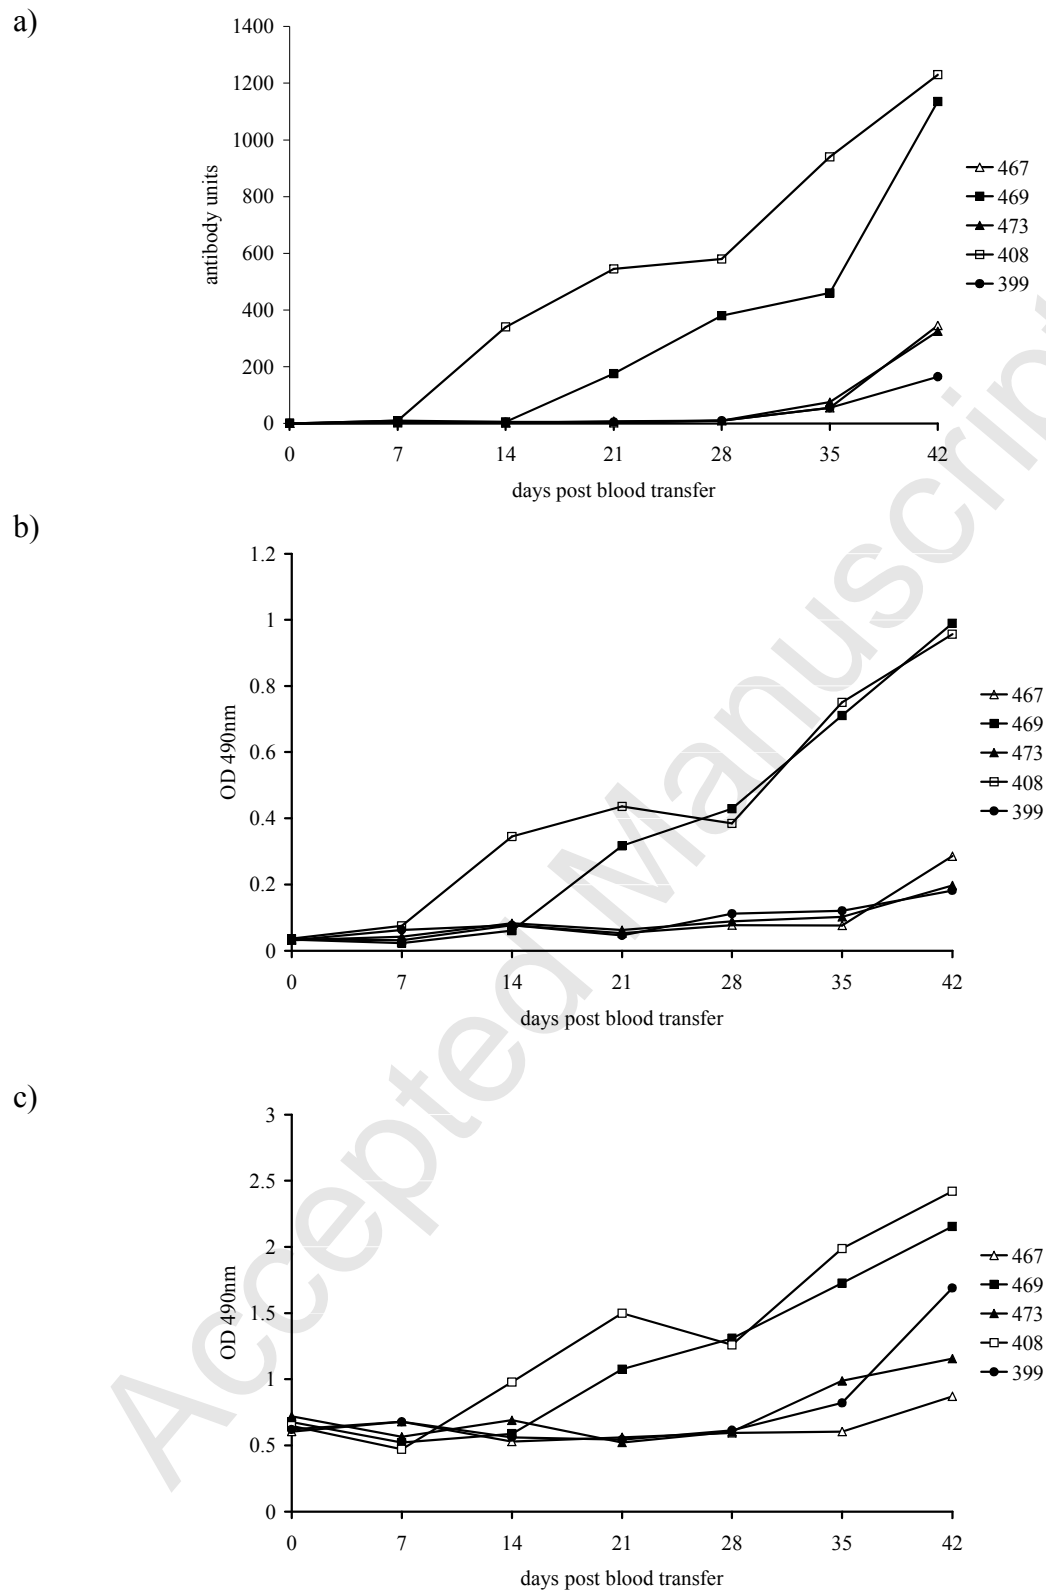 a)
1400
1200
1000
800
600
400
200
0
antibody units
0 7 14 21 28 35 42
days post blood transfer
467
469
473
408
399
b)
1.2
1
0.8
0.6
0.4
0.2
0
OD 490nm
0 7 14 21 28 35 42
days post blood transfer
467
469
473
408
399
c)
3
2.5
2
1.5
1
0.5
0
OD 490nm
0 7 14 21 28 35 42
days post blood transfer
467
469
473
408
399
Accepted Manuscript